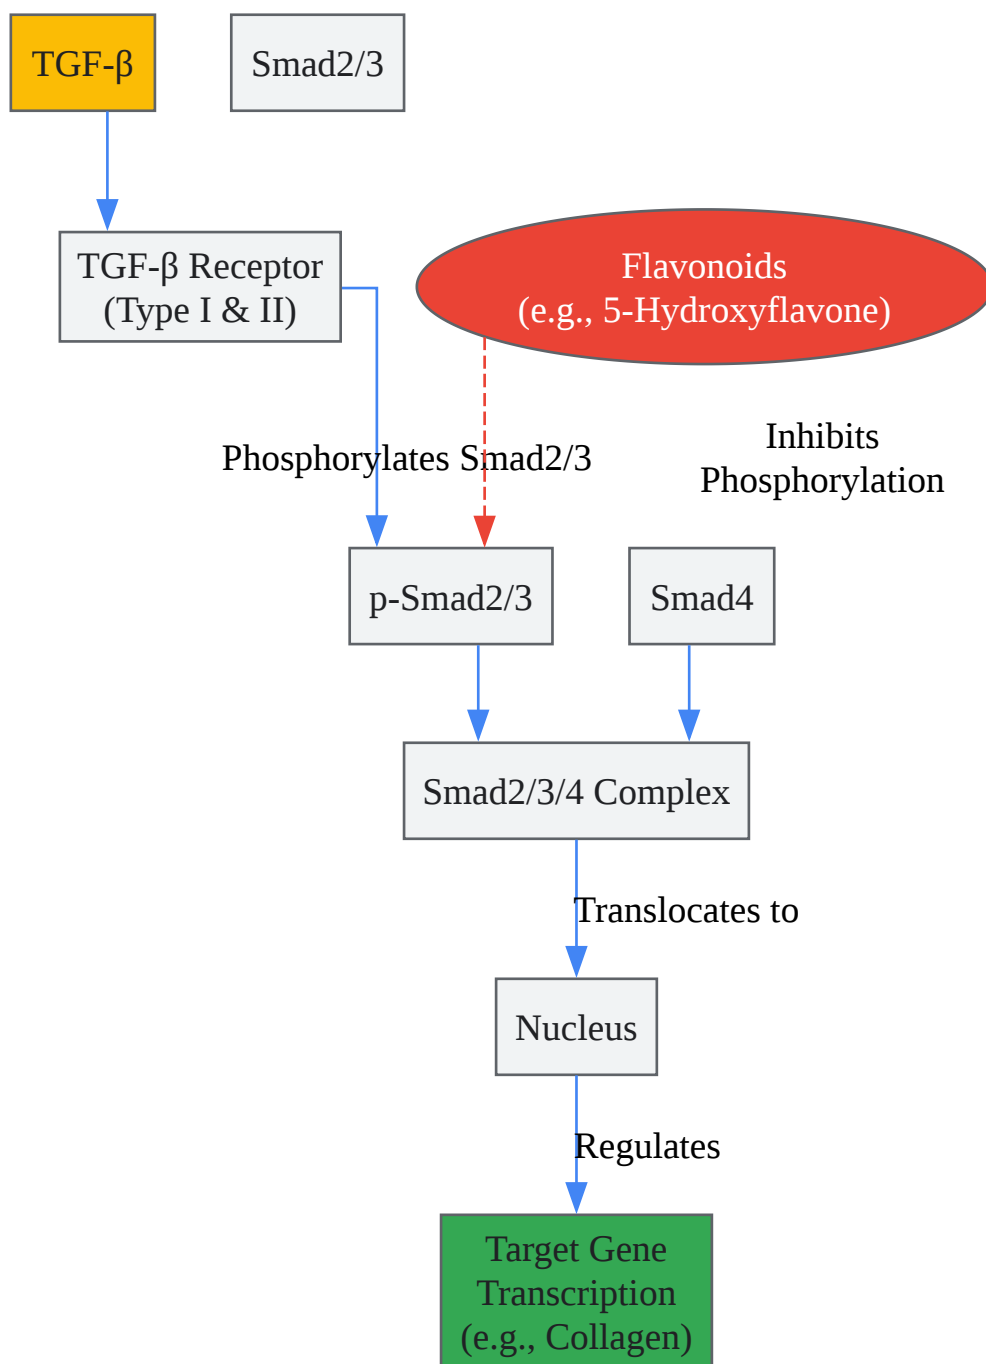 TGF-β
Smad2/3
TGF-β Receptor
(Type I & II)
Flavonoids
(e.g., 5-Hydroxyflavone)
Phosphorylates Smad2/3
Inhibits
Phosphorylation
p-Smad2/3
Smad4
Smad2/3/4 Complex
Translocates to
Nucleus
Regulates
Target Gene
Transcription
(e.g., Collagen)